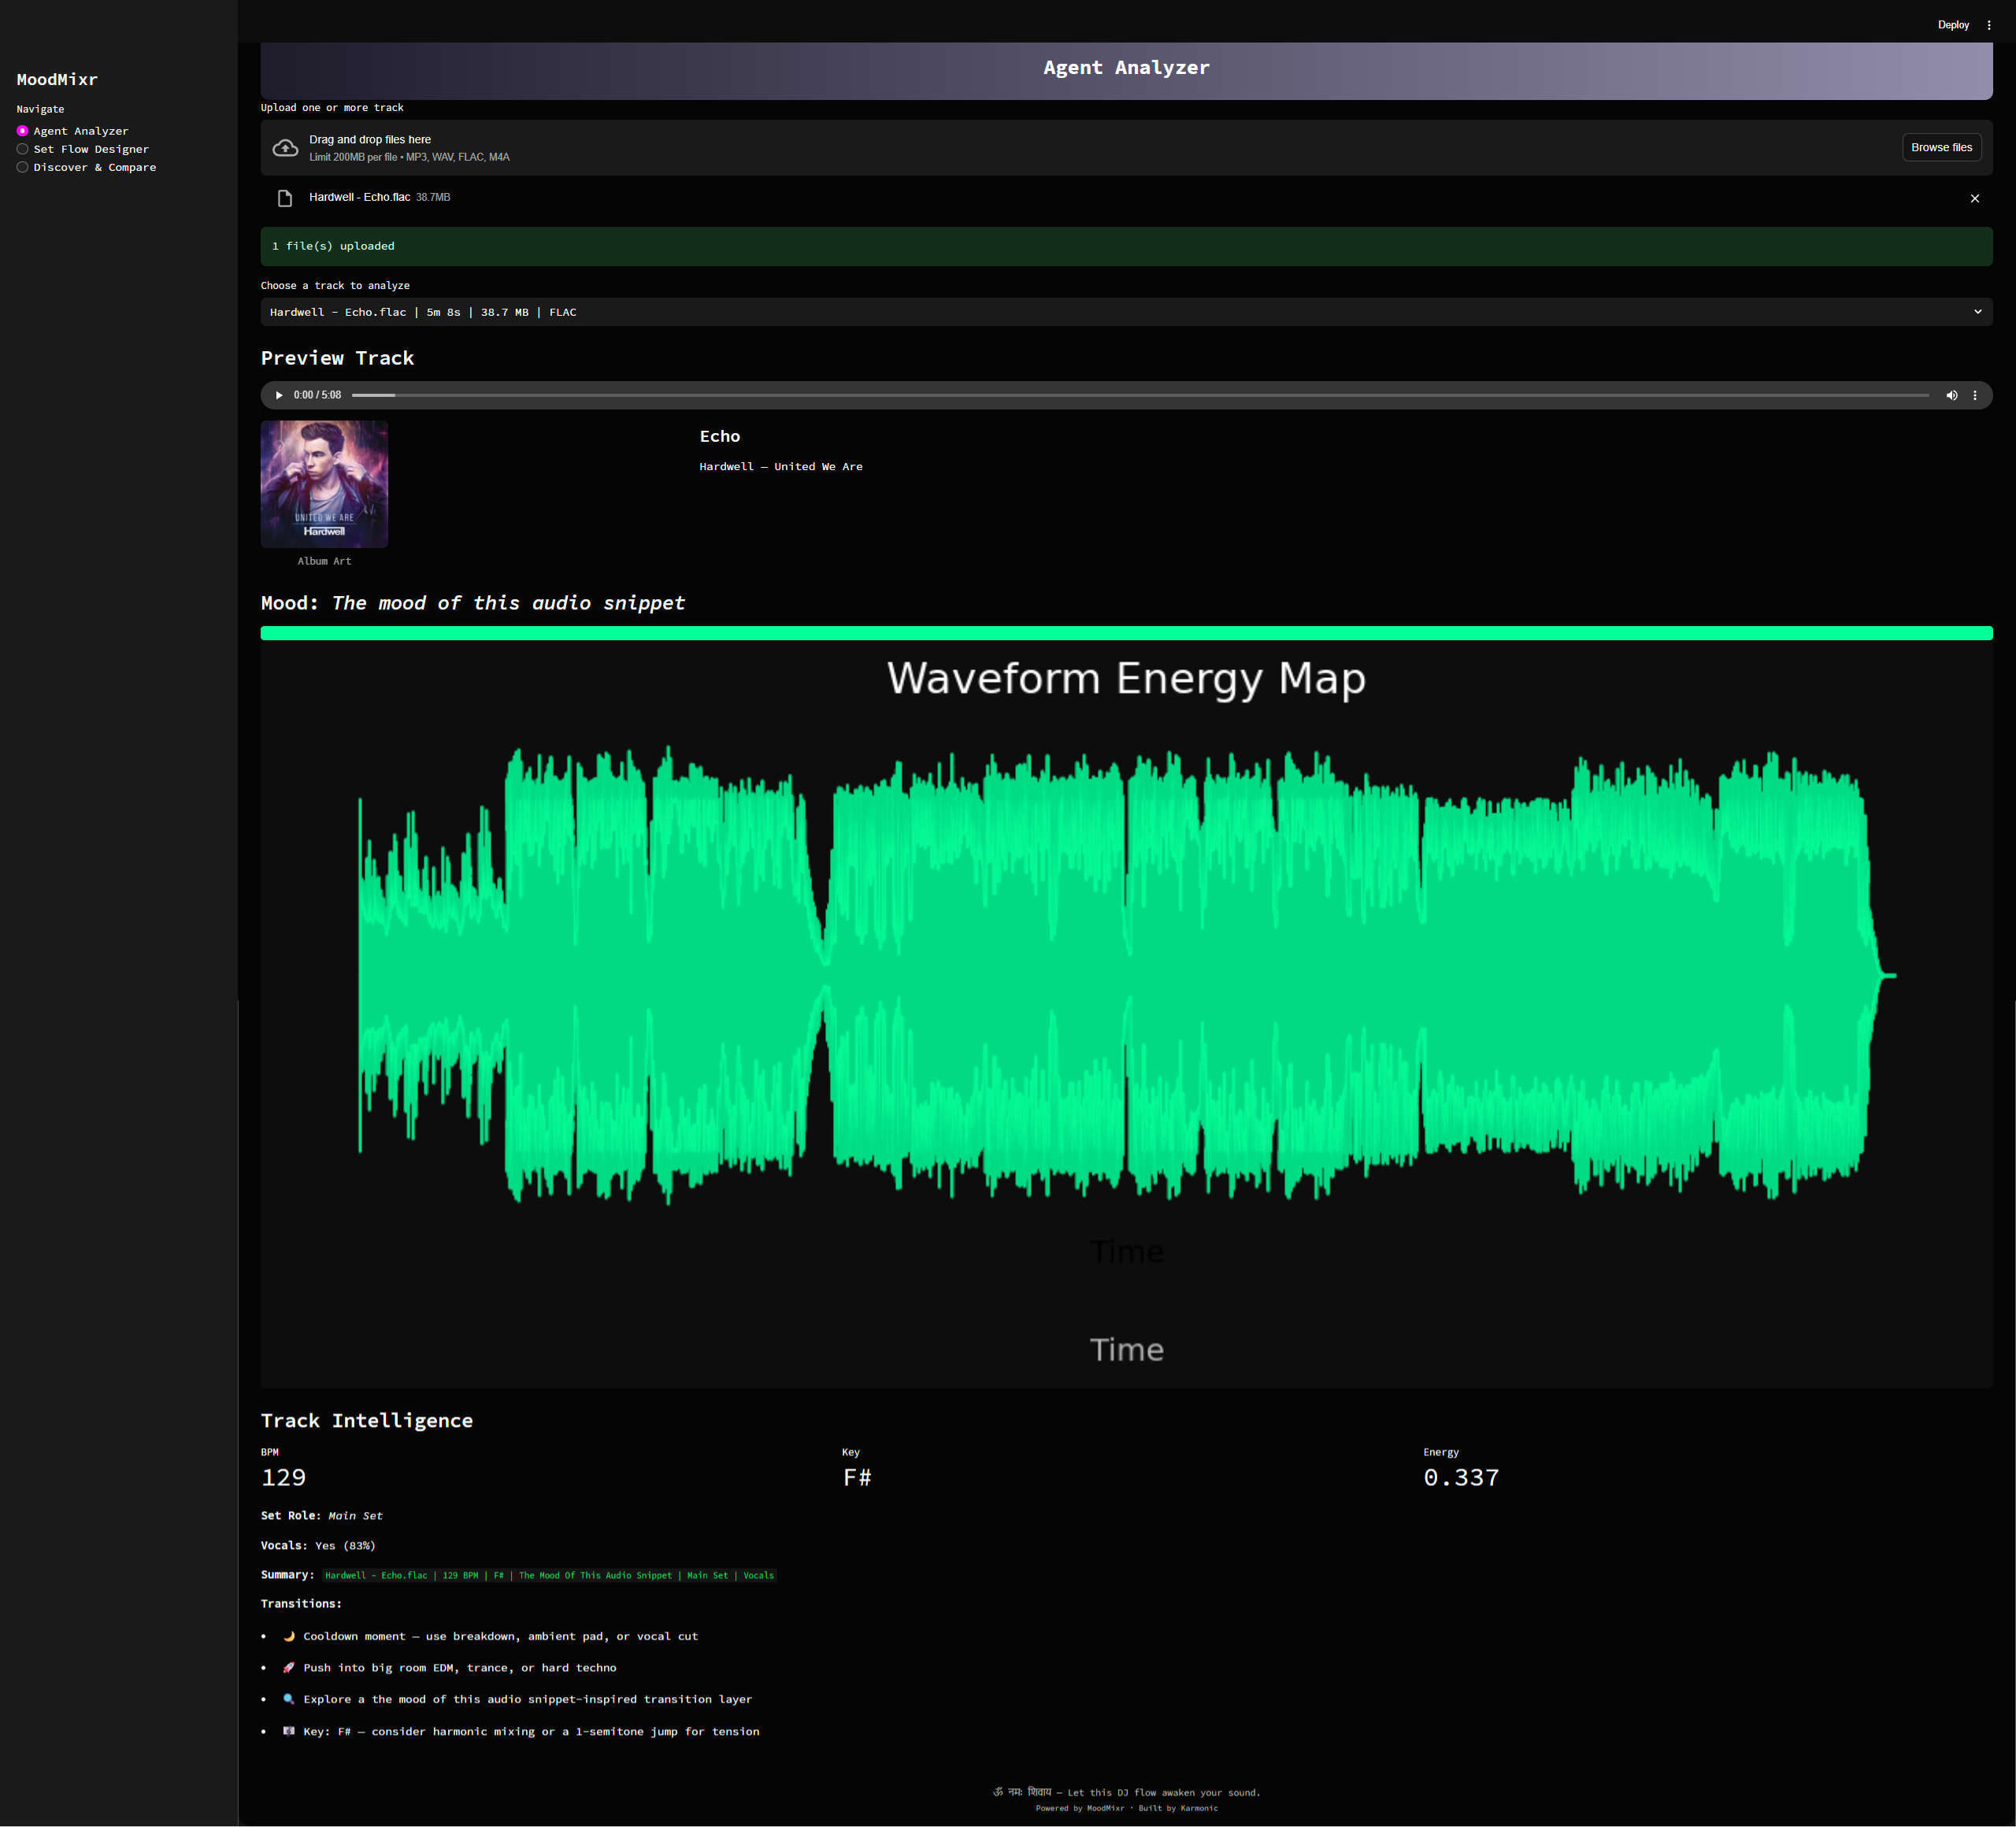 Deploy
MoodMixr
Navigate
Agent Analyzer
Set Flow Designer
Discover & Compare
Agent Analyzer
Upload one or more track
Drag and drop files here
Limit 200MB per file • MP3, WAV, FLAC, M4A
Browse files
Hardwell - Echo.flac 38.7MB
1 file(s) uploaded
Choose a track to analyze
Hardwell - Echo.flac | 5m 8s | 38.7 MB | FLAC
Preview Track
0:00 / 5:08
UNITED WE ARE
Hardwell
Album Art
Echo
Hardwell — United We Are
Mood: The mood of this audio snippet
Waveform Energy Map
Time
Time
Track Intelligence
BPM
129
Key
F#
Energy
0.337
Set Role: Main Set
Vocals: Yes (83%)
Summary: Hardwell - Echo.flac | 129 BPM | F# | The Mood Of This Audio Snippet | Main Set | Vocals
Transitions:
• 🌙 Cooldown moment — use breakdown, ambient pad, or vocal cut
• 🚀 Push into big room EDM, trance, or hard techno
• 🔍 Explore a the mood of this audio snippet-inspired transition layer
• 🎼 Key: F# — consider harmonic mixing or a 1-semitone jump for tension
ॐ नमः शिवाय — Let this DJ flow awaken your sound.
Powered by MoodMixr • Built by Karmonic